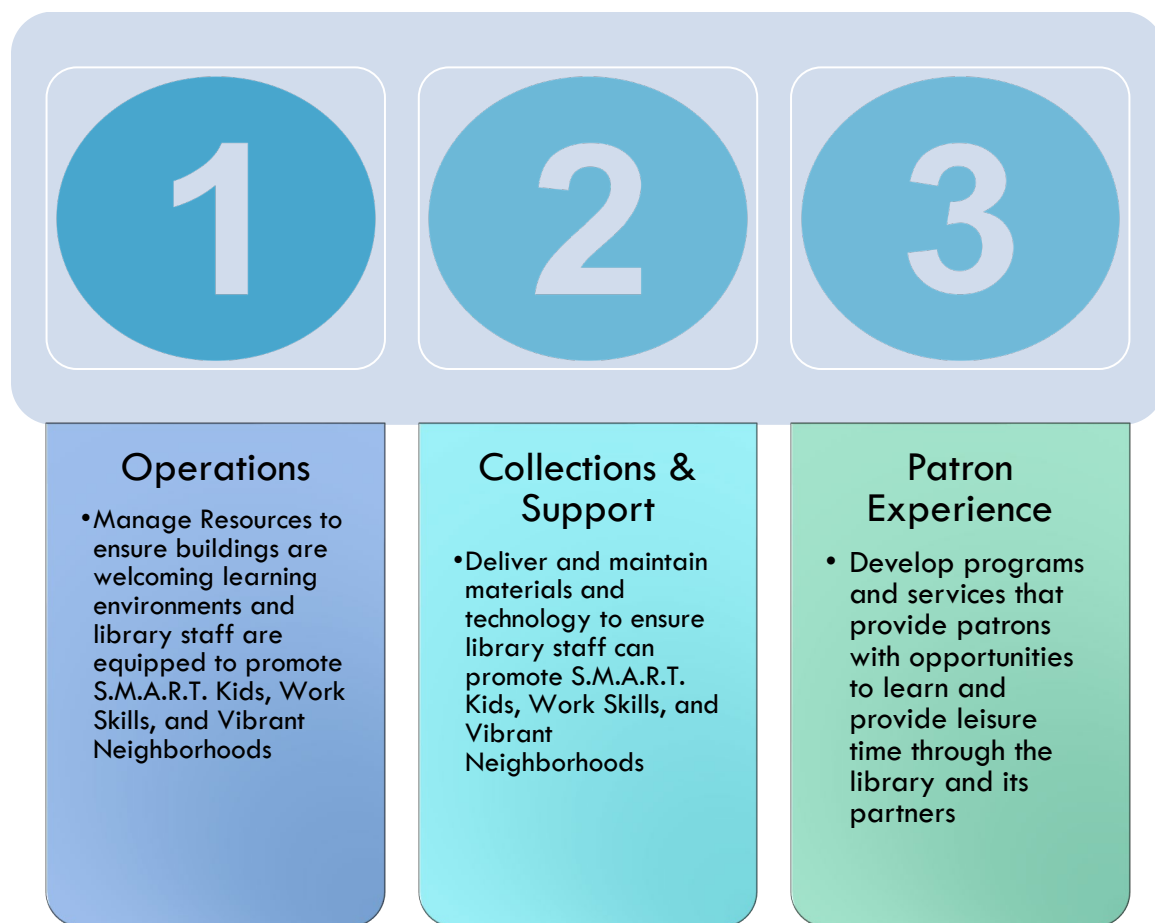 1
2
3
Operations
•Manage Resources to
ensure buildings are
welcoming learning
environments and
library staff are
equipped to promote
S.M.A.R.T. Kids, Work
Skills, and Vibrant
Neighborhoods
Collections &
Support
•Deliver and maintain
materials and
technology to ensure
library staff can
promote S.M.A.R.T.
Kids, Work Skills, and
Vibrant
Neighborhoods
Patron
Experience
• Develop programs
and services that
provide patrons
with opportunities
to learn and
provide leisure
time through the
library and its
partners